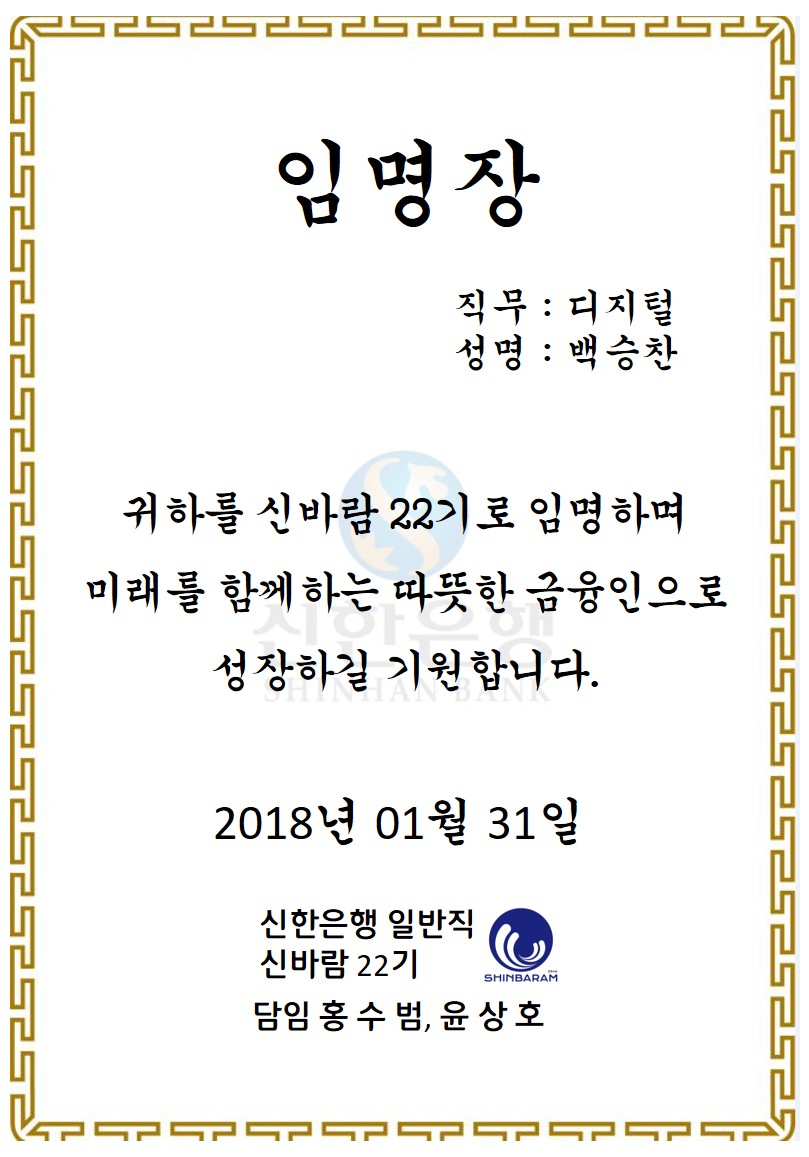 임명장
직무 : 디지털
성명 : 백승찬
귀하를 신바람 22기로 임명하며
미래를 함께하는 따뜻한 금융인으로
신한은행
성장하길 기원합니다.
SHINHAN BANK
2018년 01월 31일
신한은행 일반직
신바람 22기
SHINBARAM
담임 홍 수 범, 윤 상 호